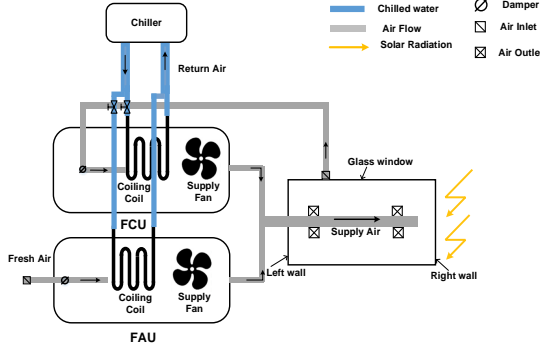 Chiller
Return Air
Chilled water
Air Flow
Solar Radiation
Damper
Air Inlet
Air Outle
Coiling
Coil
Supply
Fan
FCU
Glass window
Supply Air
Left wall
Right wall
Fresh Air
Coiling
Coil
Supply
Fan
FAU